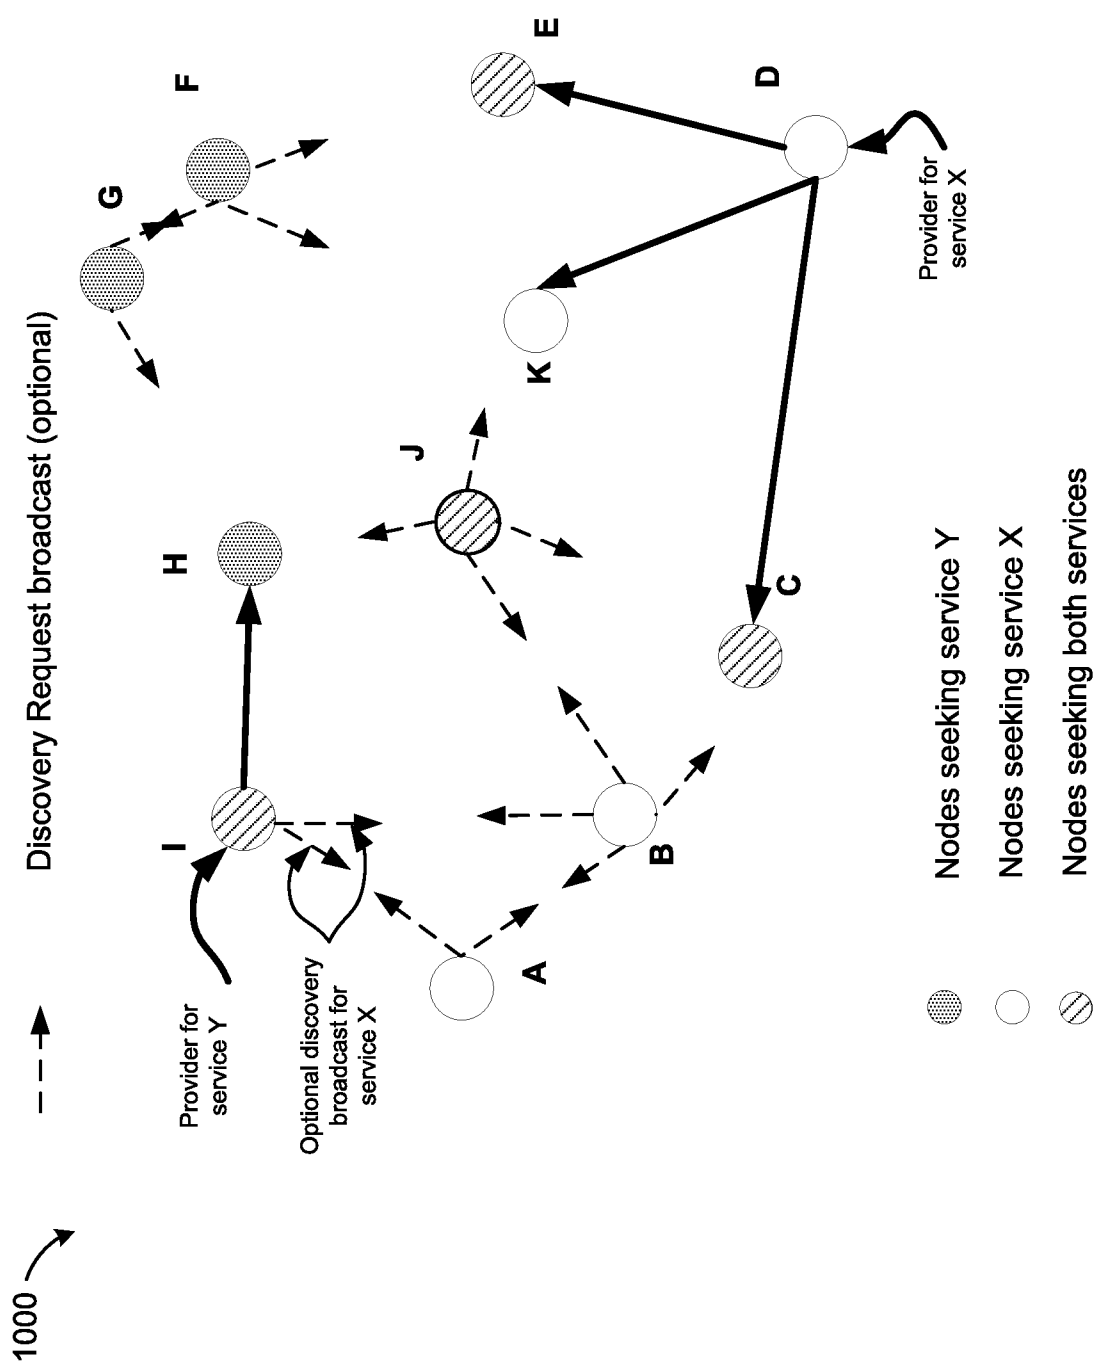 1000
Discovery Request broadcast (optional)
Provider for
service Y
I
H
G
F
Optional discovery
broadcast for
service X
J
A
K
E
B
C
D
Provider for
service X
Nodes seeking service Y
Nodes seeking service X
Nodes seeking both services